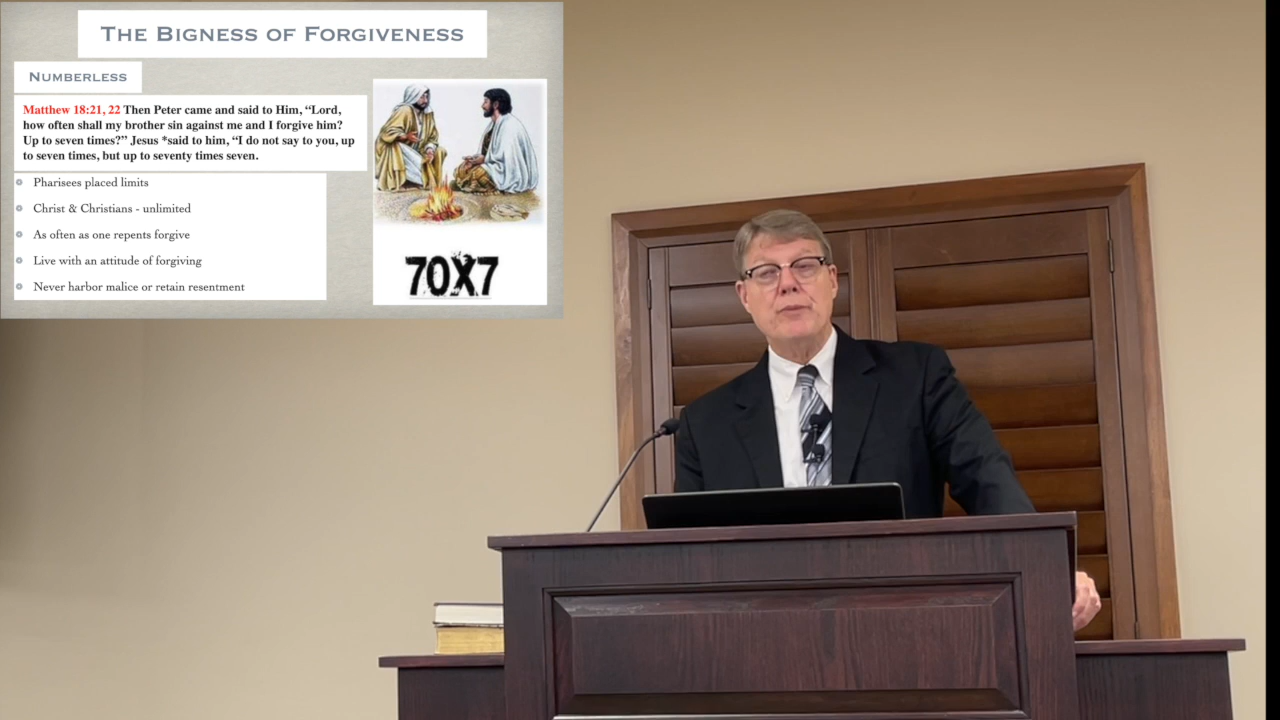 THE BIGNESS OF FORGIVENESS
NUMBERLESS
Matthew 18:21, 22 Then Peter came and said to Him, “Lord,
how often shall my brother sin against me and I forgive him?
Up to seven times?” Jesus *said to him, “I do not say to you, up
to seven times, but up to seventy times seven.
Pharisees placed limits
Christ & Christians - unlimited
As often as one repents forgive
Live with an attitude of forgiving
Never harbor malice or retain resentment
70X7